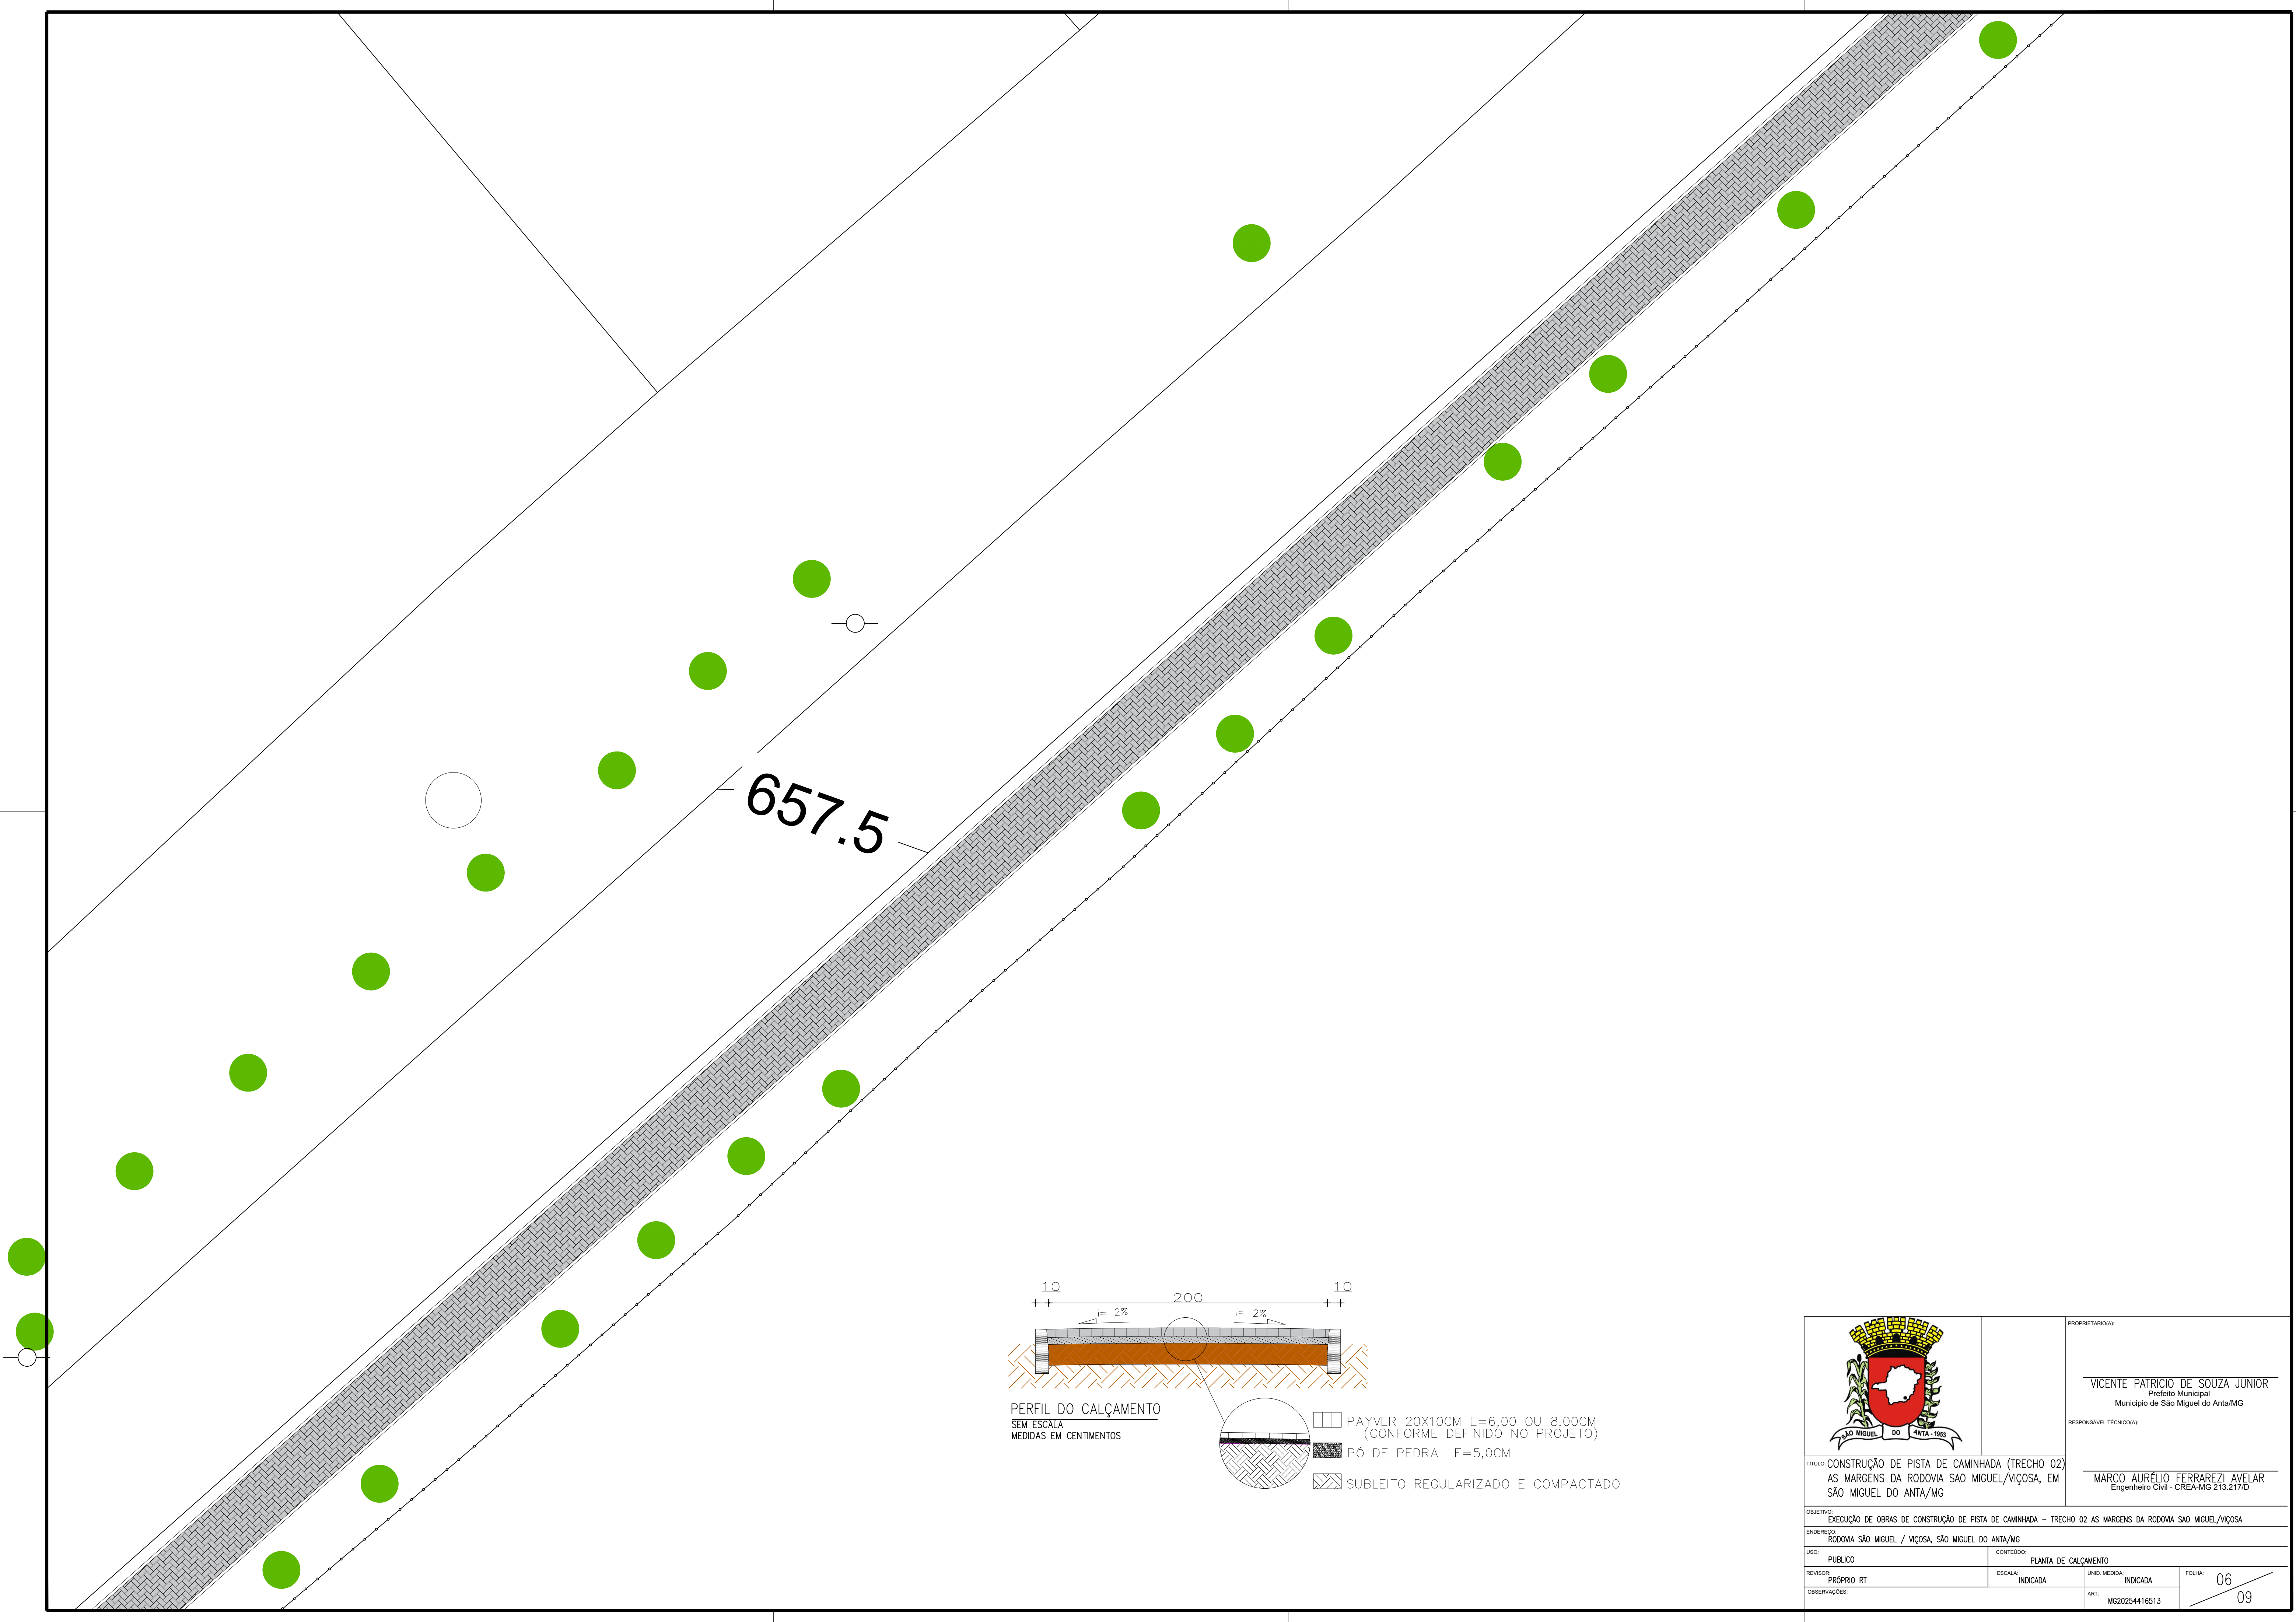 657.5
10
200
10
i= 2%
i= 2%
PERFIL DO CALÇAMENTO
SEM ESCALA
MEDIDAS EM CENTIMENTOS
PAYVER 20X10CM E=6,00 OU 8,00CM
(CONFORME DEFINIDO NO PROJETO)
PÓ DE PEDRA E=5,0CM
SUBLEITO REGULARIZADO E COMPACTADO
SÃO MIGUEL DO ANTA - 1953
PROPRIETARIO(A):
VICENTE PATRICIO DE SOUZA JUNIOR
Prefeito Municipal
Município de São Miguel do Anta/MG
RESPONSÁVEL TÉCNICO(A):
MARCO AURÉLIO FERRAREZI AVELAR
Engenheiro Civil - CREA-MG 213.217/D
TÍTULO: CONSTRUÇÃO DE PISTA DE CAMINHADA (TRECHO 02)
AS MARGENS DA RODOVIA SAO MIGUEL/VIÇOSA, EM
SÃO MIGUEL DO ANTA/MG
OBJETIVO:
EXECUÇÃO DE OBRAS DE CONSTRUÇÃO DE PISTA DE CAMINHADA – TRECHO 02 AS MARGENS DA RODOVIA SAO MIGUEL/VIÇOSA
ENDEREÇO:
RODOVIA SÃO MIGUEL / VIÇOSA, SÃO MIGUEL DO ANTA/MG
USO:
PUBLICO
CONTEÚDO:
PLANTA DE CALÇAMENTO
REVISOR:
PRÓPRIO RT
ESCALA:
INDICADA
UNID. MEDIDA:
INDICADA
FOLHA:
06
09
OBSERVAÇÕES:
ART:
MG20254416513